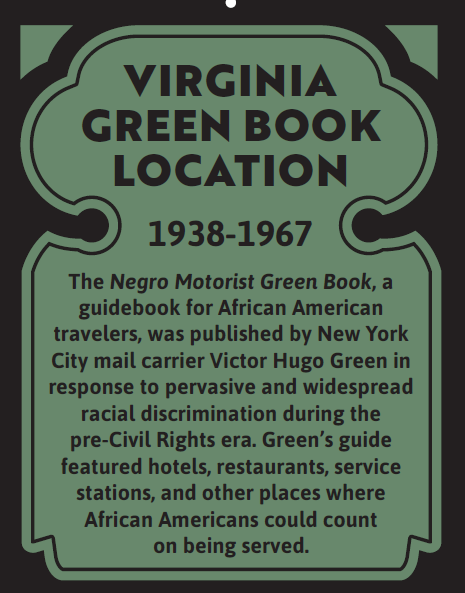 VIRGINIA
GREEN BOOK
LOCATION
1938-1967
The Negro Motorist Green Book, a
guidebook for African American
travelers, was published by New York
City mail carrier Victor Hugo Green in
response to pervasive and widespread
racial discrimination during the
pre-Civil Rights era. Green’s guide
featured hotels, restaurants, service
stations, and other places where
African Americans could count
on being served.